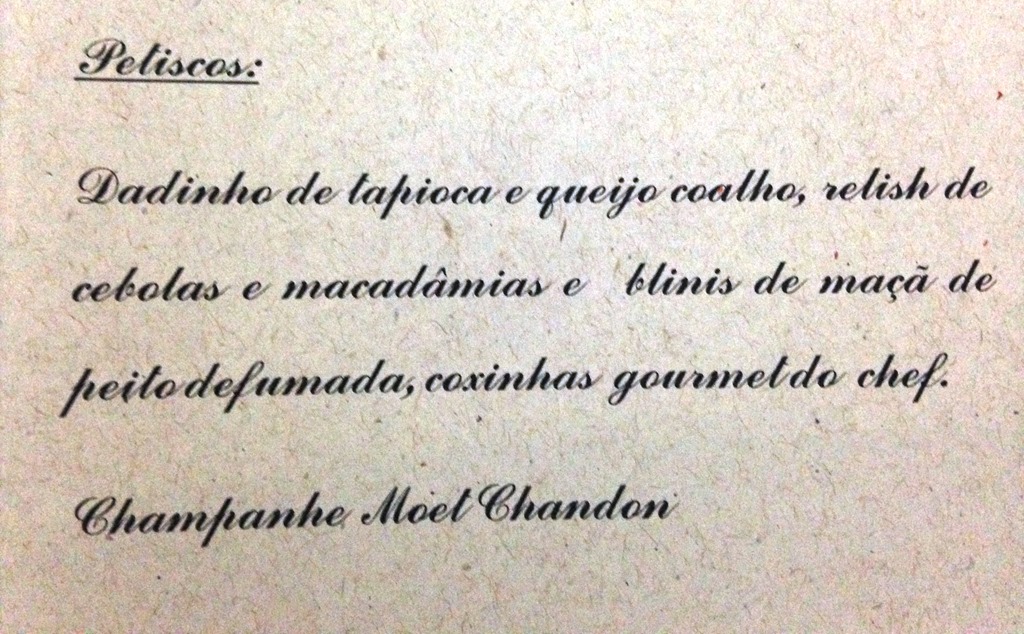 Petiscos:
Dadinho de tapioca e queijo coalho, relish de
cebolas e macadâmias e blinis de maçã de
peito defumada, coxinhas gourmet do chef.
Champanhe Moet Chandon